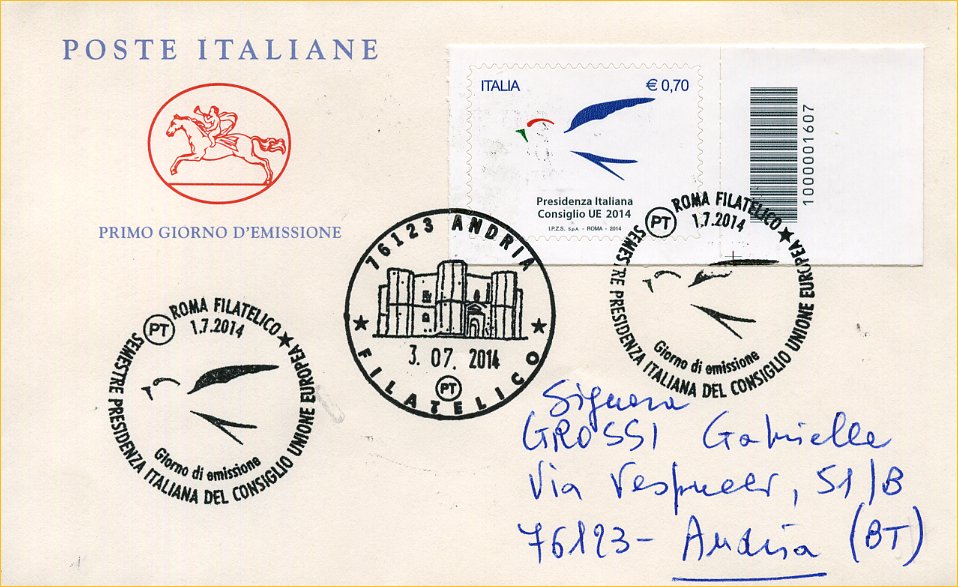 POSTE ITALIANE
PRIMO GIORNO D'EMISSIONE
ITALIA
€ 0,70
Presidenza Italiana
Consiglio UE 2014
I.P.Z.S. S.p.A. - ROMA - 2014
1000001607
PT ROMA FILATELICO
1.7.2014
SEMESTRE PRESIDENZA ITALIANA DEL CONSIGLIO UNIONE EUROPEA
Giorno di emissione
76123 ANDRIA
3. 07. 2014
PT
FILATELICO
PT ROMA FILATELICO
1.7.2014
SEMESTRE PRESIDENZA ITALIANA DEL CONSIGLIO UNIONE EUROPEA
Giorno di emissione
Signora
GROSSI Gabriella
Via Vespucci, 51/B
76123- Andria (BT)